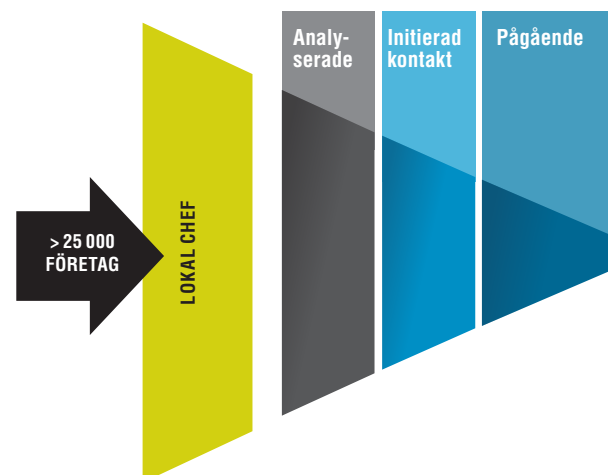 Analy-
serade
Initierad
kontakt
Pågående
> 25 000
FÖRETAG
LOKAL CHEF